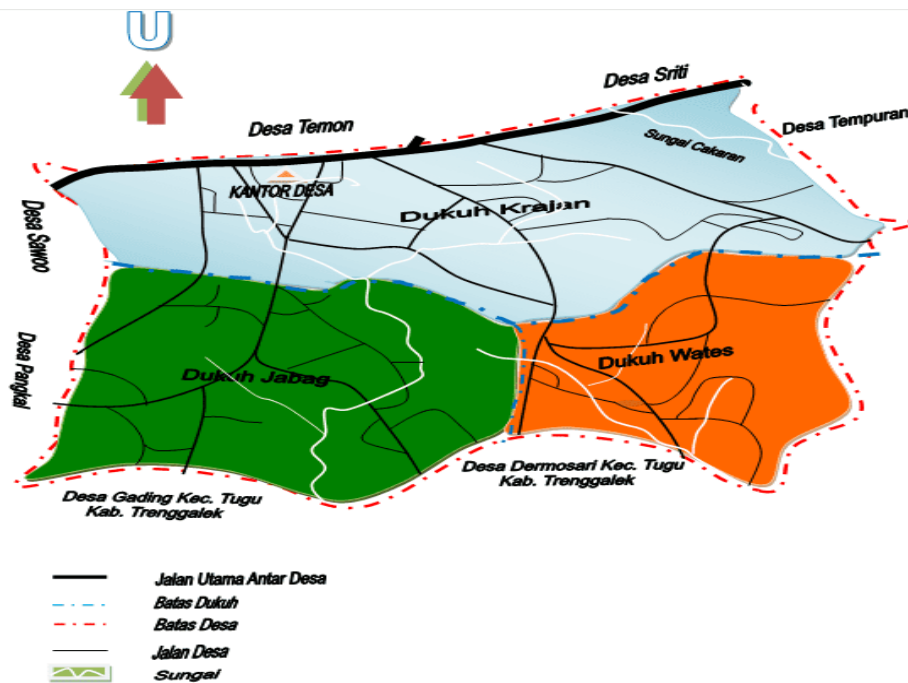 U
Desa Sriti
Desa Temon
Desa Tempuran
Sungai Cakaran
KANTOR DESA
Dukuh Krajan
Desa Sawoo
Desa Pangkal
Dukuh Wates
Dukuh Jabag
Desa Dermosari Kec. Tugu
Kab. Trenggalek
Desa Gading Kec. Tugu
Kab. Trenggalek
Jalan Utama Antar Desa
Batas Dukuh
Batas Desa
Jalan Desa
Sungai